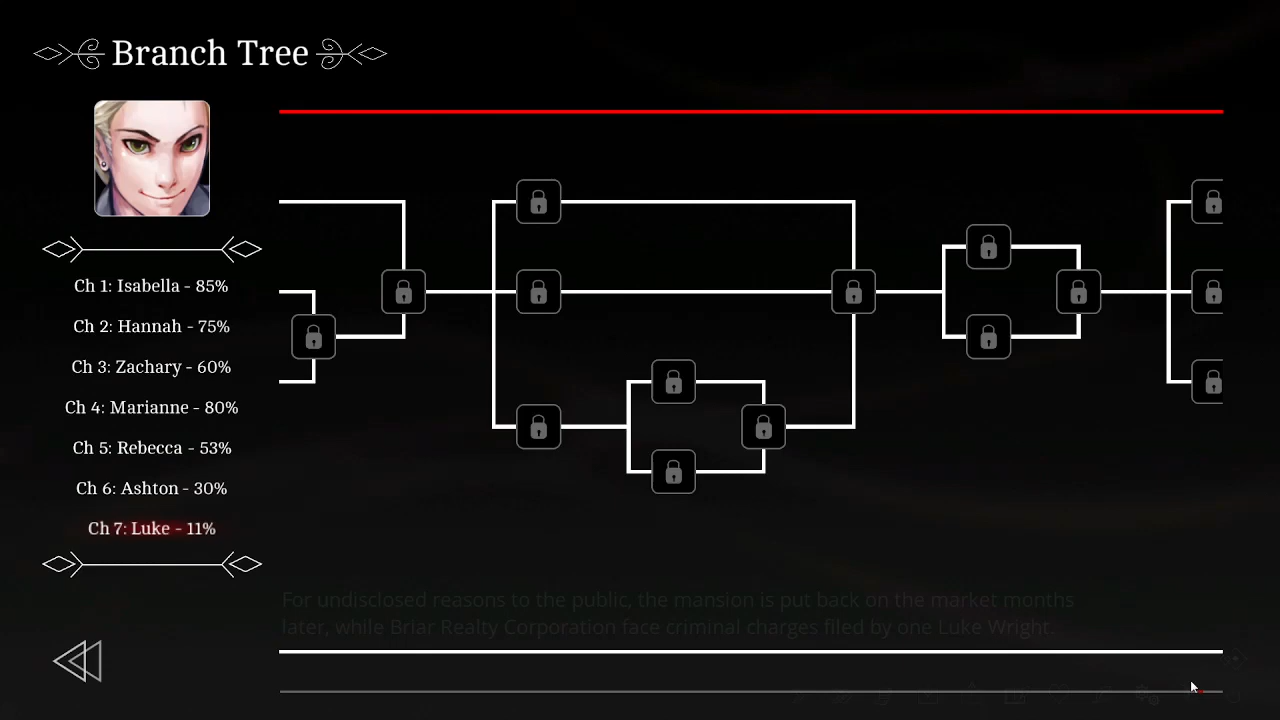 Branch Tree
Ch 1: Isabella - 85%
Ch 2: Hannah - 75%
Ch 3: Zachary - 60%
Ch 4: Marianne - 80%
Ch 5: Rebecca - 53%
Ch 6: Ashton - 30%
Ch 7: Luke - 11%
For undisclosed reasons to the public, the mansion is put back on the market months
later, while Briar Realty Corporation face criminal charges filed by one Luke Wright.